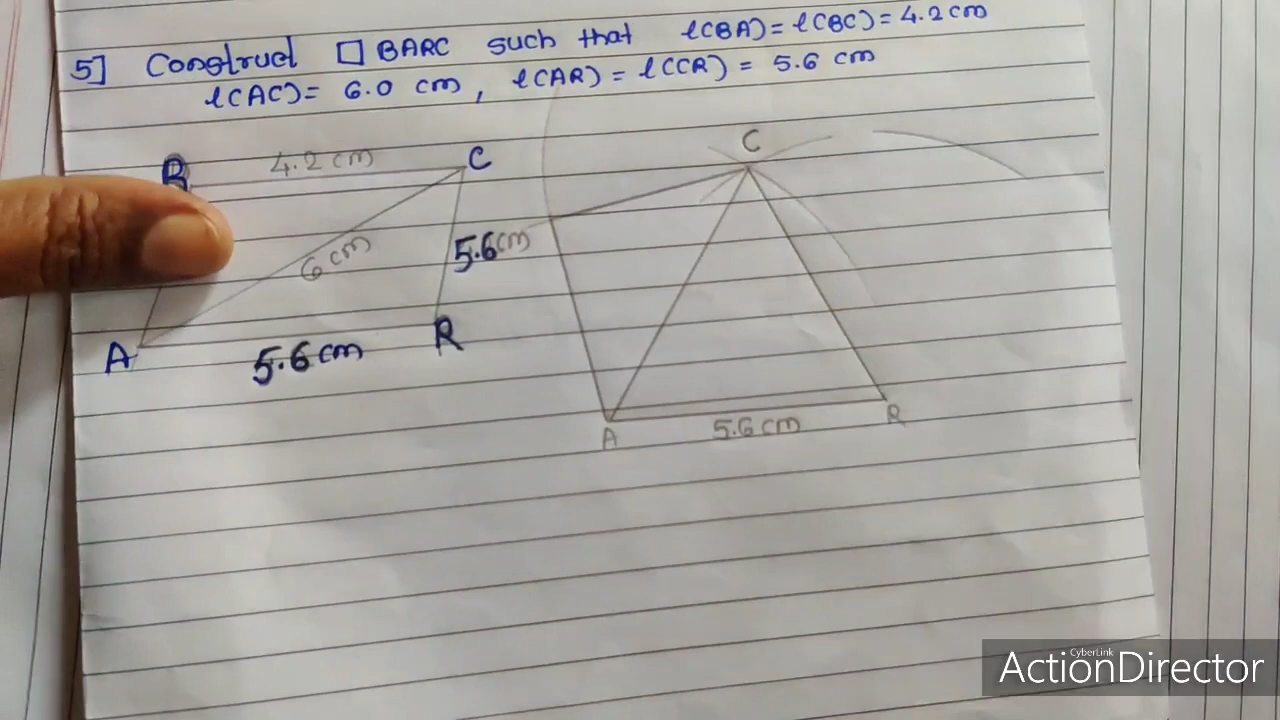 5] Construct □ BARC such that l(BA) = l(BC) = 4.2 cm
l(AC) = 6.0 cm, l(AR) = l(CR) = 5.6 cm
B
4.2 cm
C
6 cm
5.6 cm
A
5.6 cm
R
C
A
5.6 cm
R
CyberLink
ActionDirector